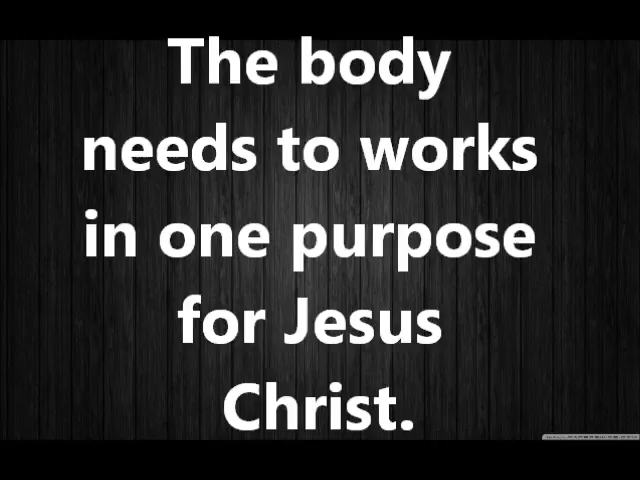 The body
needs to works
in one purpose
for Jesus
Christ.